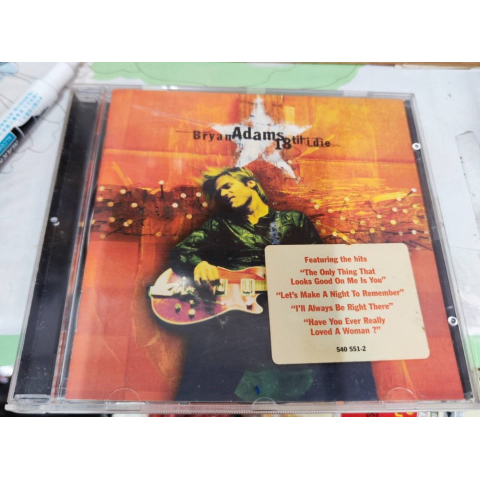 Bryan Adams 18 til i die
Featuring the hits
"The Only Thing That
Looks Good On Me Is You"
"Let's Make A Night To Remember"
"I'll Always Be Right There"
"Have You Ever Really
Loved A Woman ?"
540 551-2